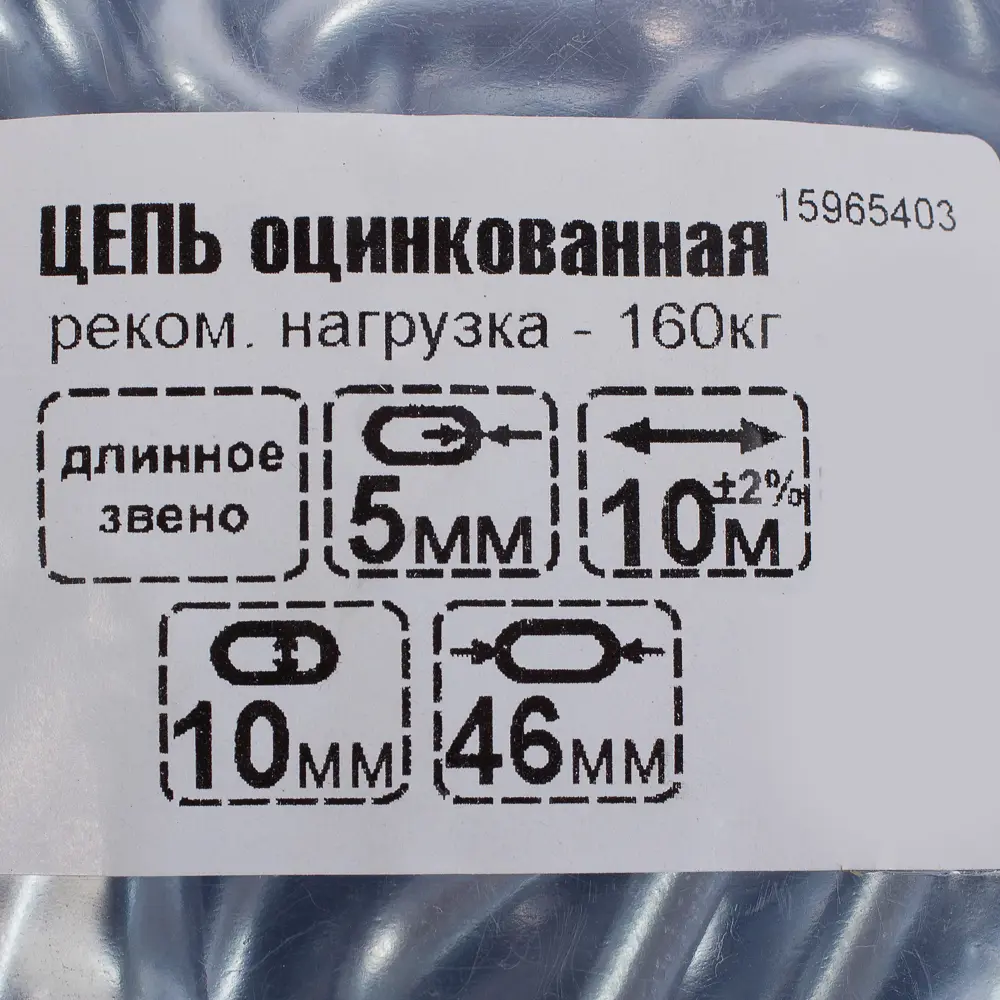 ЦЕПЬ оцинкованная
15965403
реком. нагрузка - 160кг
длинное
звено
5мм
10м ±2%
10мм
46мм